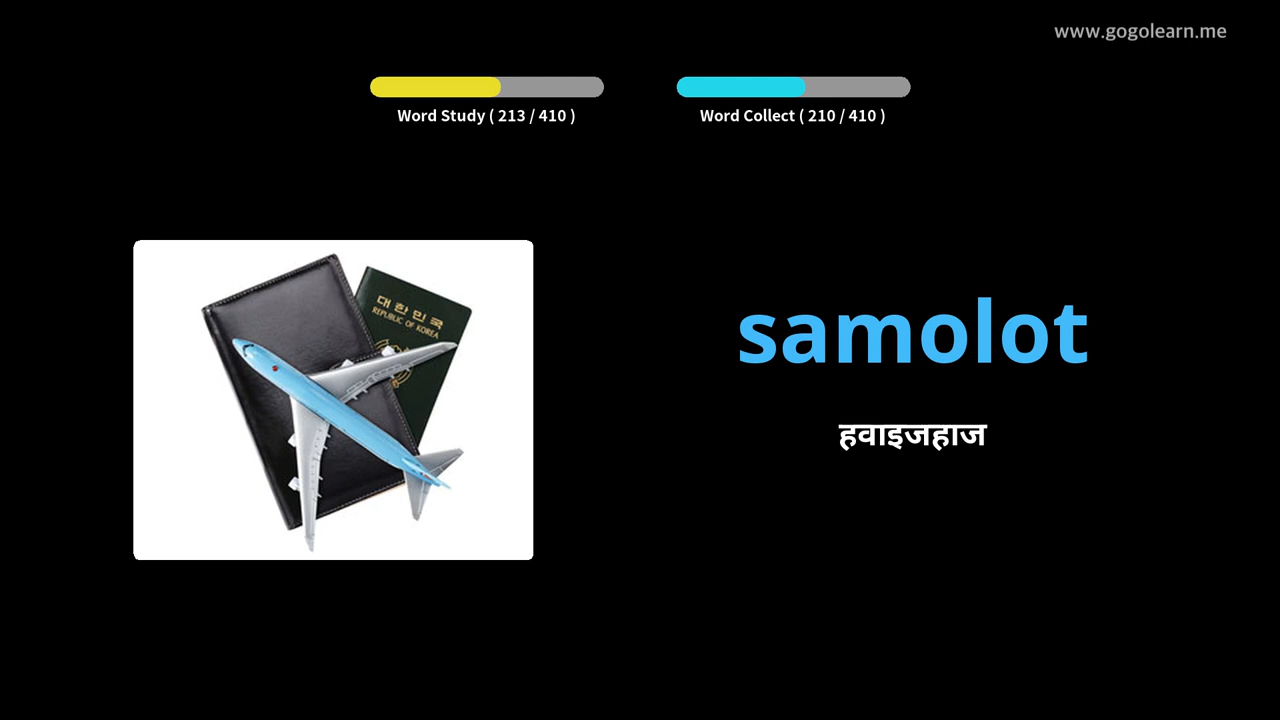 www.gogolearn.me
Word Study ( 213 / 410 )
Word Collect ( 210 / 410 )
대한민국
REPUBLIC OF KOREA
samolot
हवाइजहाज